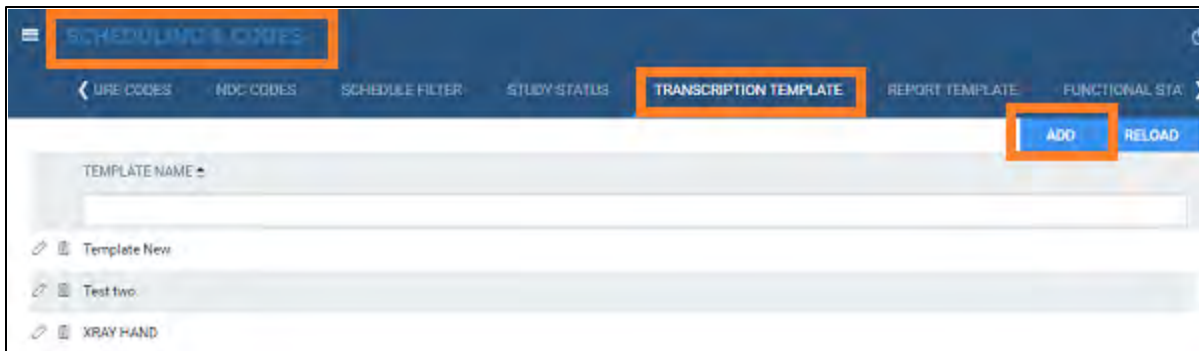 SCHEDULING & CODES
URE CODES NDC CODES SCHEDULE FILTER STUDY STATUS TRANSCRIPTION TEMPLATE REPORT TEMPLATE FUNCTIONAL STA
ADD RELOAD
TEMPLATE NAME
Template New
Test two
XRAY HAND